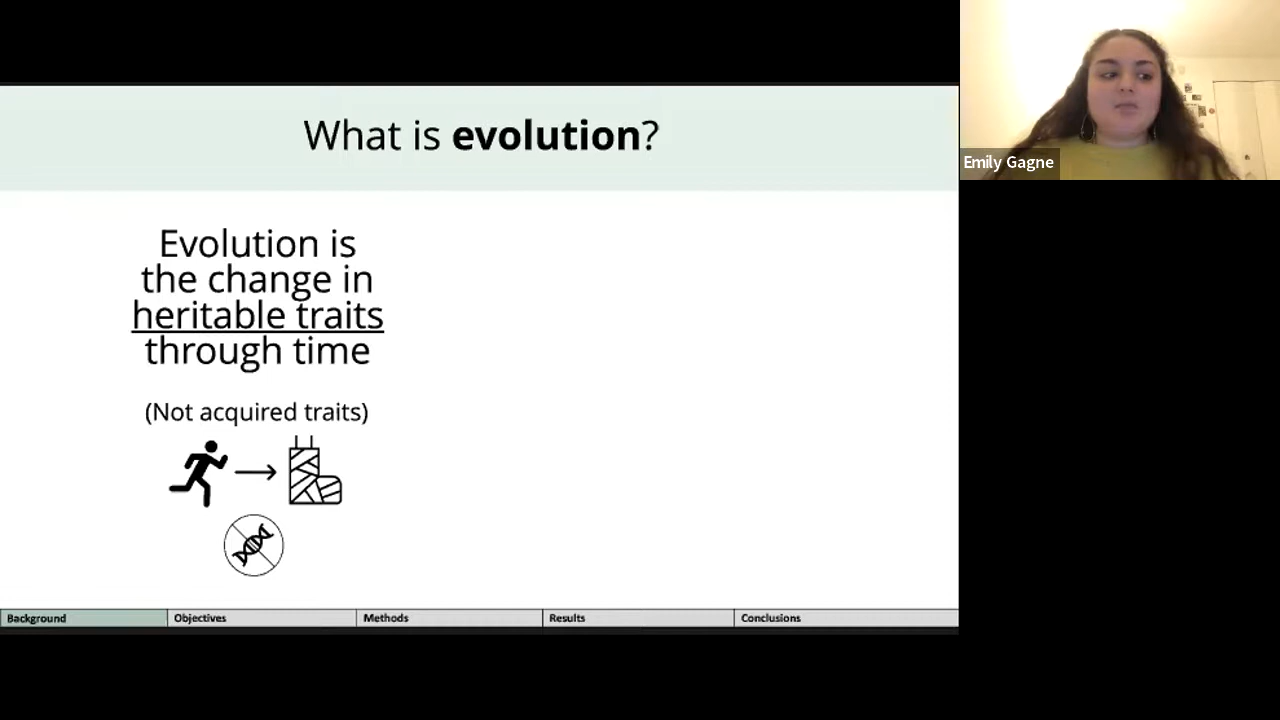 What is evolution?
Emily Gagne
Evolution is
the change in
heritable traits
through time
(Not acquired traits)
Background
Objectives
Methods
Results
Conclusions